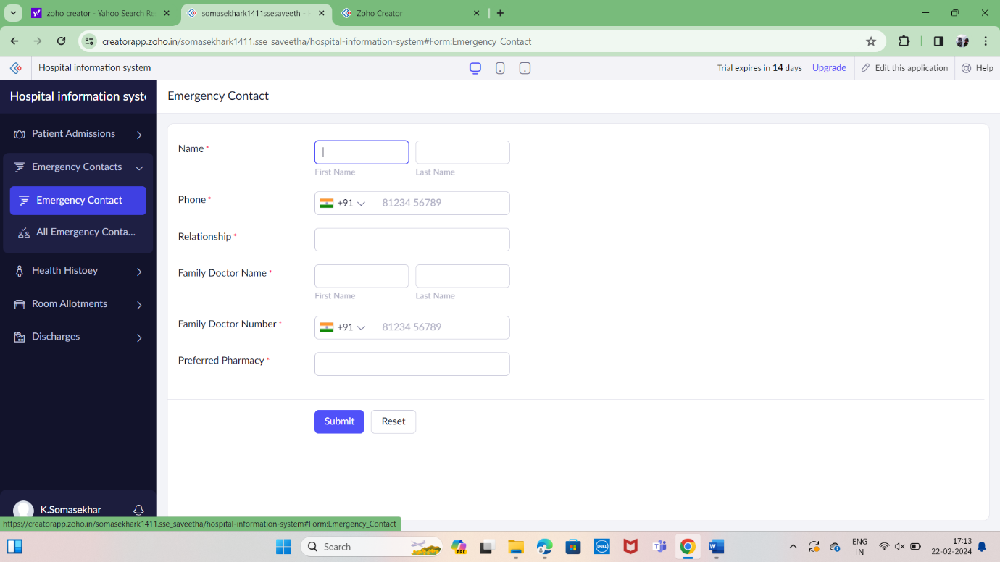 zoho creator - Yahoo Search Re
somasekhark1411ssesaveeth -
Zoho Creator
creatorapp.zoho.in/somasekhark1411.sse_saveetha/hospital-information-system#Form:Emergency_Contact
Hospital information system
Trial expires in 14 days
Upgrade
Edit this application
Help
Hospital information syst
Emergency Contact
Patient Admissions
Emergency Contacts
Emergency Contact
All Emergency Conta...
Health Histoey
Room Allotments
Discharges
Name *
First Name
Last Name
Phone *
+91
81234 56789
Relationship *
Family Doctor Name *
First Name
Last Name
Family Doctor Number *
+91
81234 56789
Preferred Pharmacy *
Submit
Reset
K.Somasekhar
https://creatorapp.zoho.in/somasekhark1411.sse_saveetha/hospital-information-system#Form:Emergency_Contact
Search
PRE
DELL
ENG
IN
17:13
22-02-2024